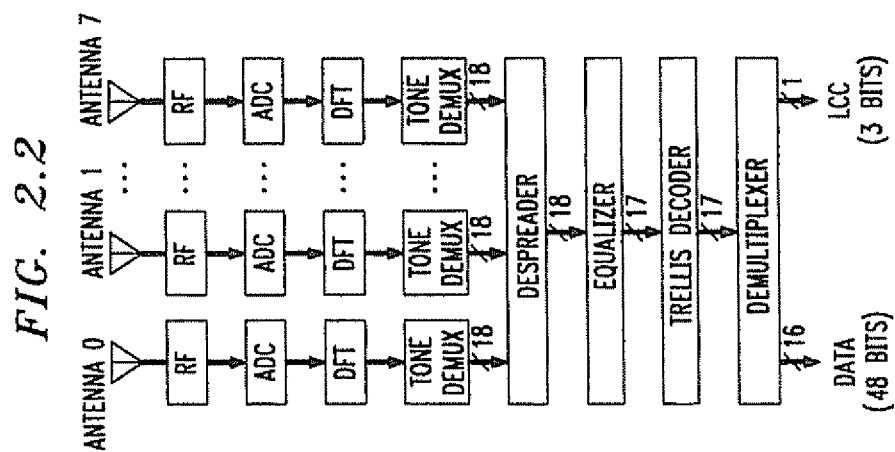 FIG. 2.2
ANTENNA 0
ANTENNA 1
...
ANTENNA 7
RF
RF
...
RF
ADC
ADC
...
ADC
DFT
DFT
...
DFT
TONE
DEMUX
TONE
DEMUX
...
TONE
DEMUX
18
18
18
DESPREADER
18
EQUALIZER
17
TRELLIS DECODER
17
DEMULTIPLEXER
16
1
DATA
(48 BITS)
LCC
(3 BITS)